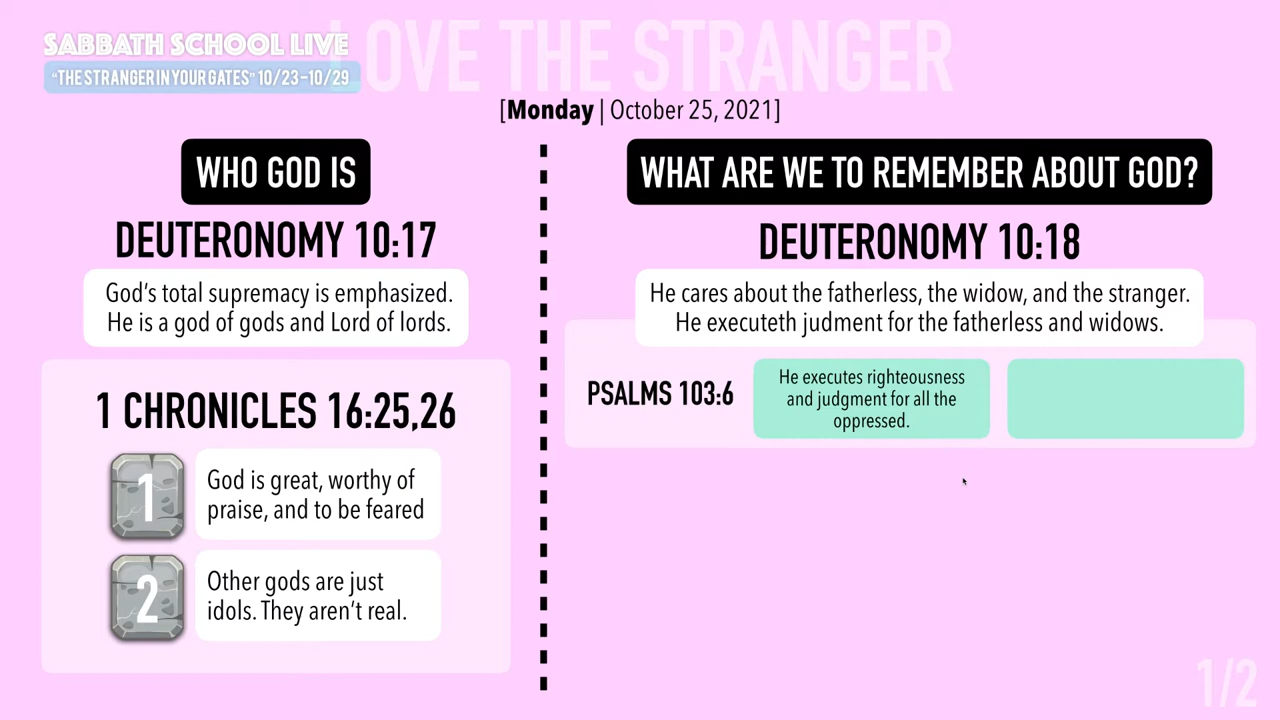 LOVE THE STRANGER
SABBATH SCHOOL LIVE
“THE STRANGER IN YOUR GATES” 10/23-10/29
[Monday | October 25, 2021]
WHO GOD IS
DEUTERONOMY 10:17
God’s total supremacy is emphasized.
He is a god of gods and Lord of lords.
1 CHRONICLES 16:25,26
1
God is great, worthy of
praise, and to be feared
2
Other gods are just
idols. They aren’t real.
WHAT ARE WE TO REMEMBER ABOUT GOD?
DEUTERONOMY 10:18
He cares about the fatherless, the widow, and the stranger.
He executeth judment for the fatherless and widows.
PSALMS 103:6
He executes righteousness
and judgment for all the
oppressed.
1/2